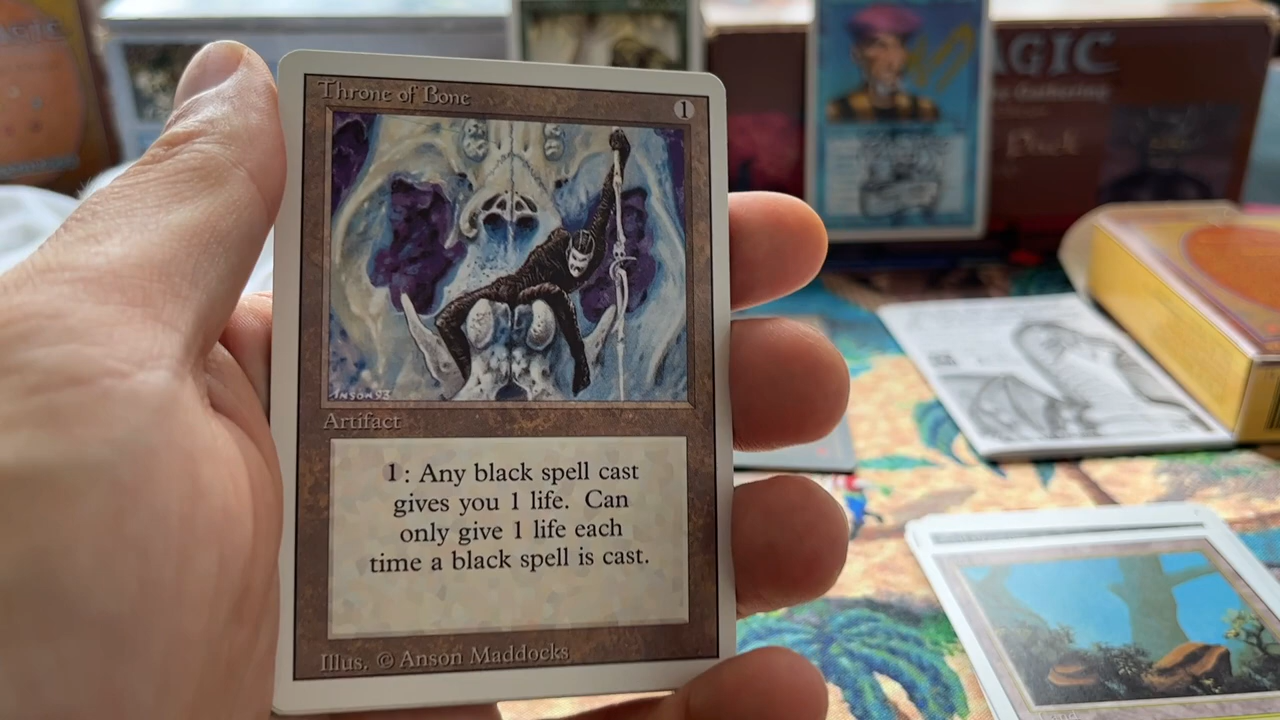 Throne of Bone
1
Artifact
1: Any black spell cast
gives you 1 life. Can
only give 1 life each
time a black spell is cast.
Illus. © Anson Maddocks
AGIC